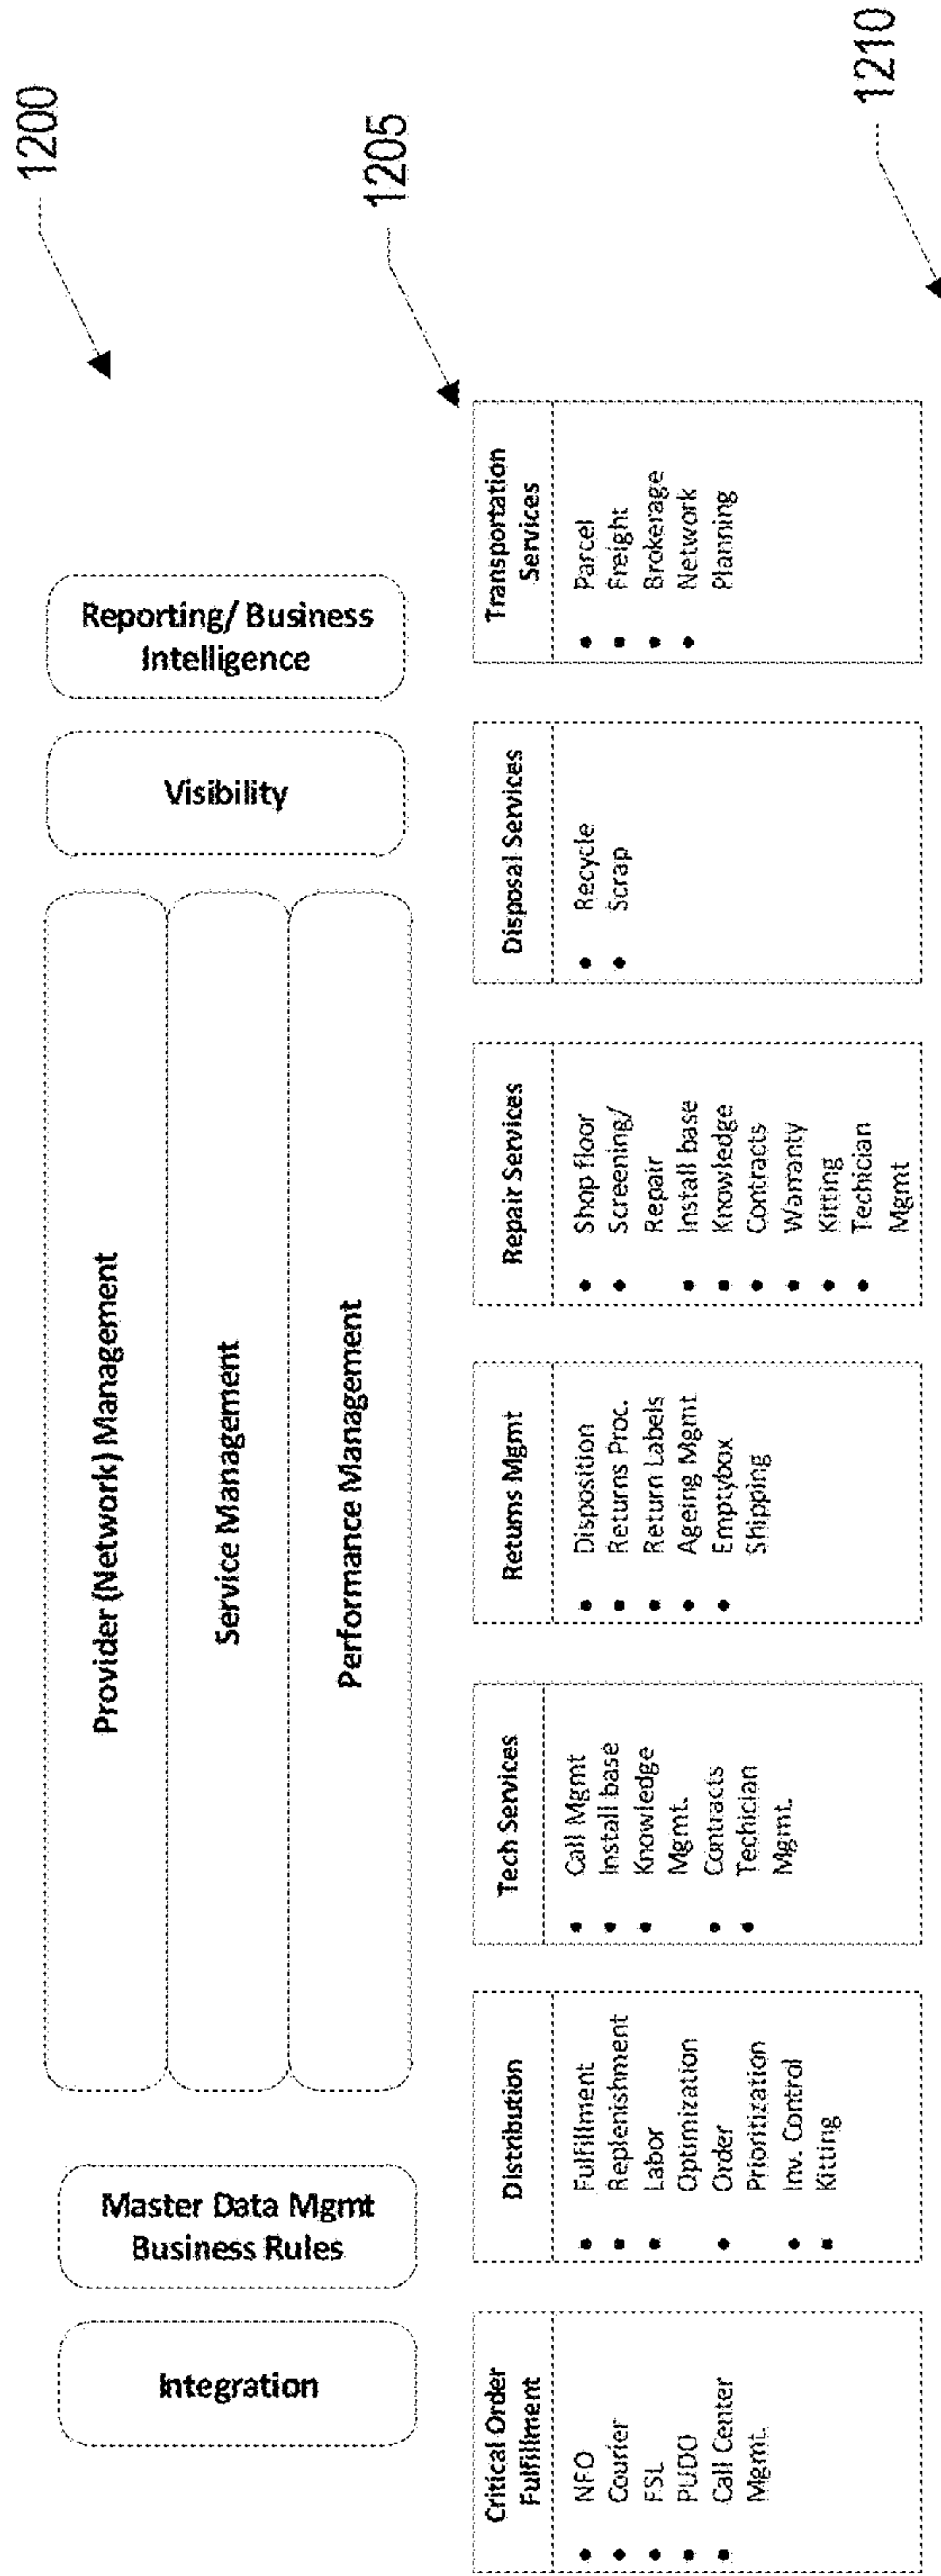 1200
Integration
Master Data Mgmt
Business Rules
Provider (Network) Management
Service Management
Performance Management
Visibility
Reporting/ Business
Intelligence
1205
Critical Order
Fulfillment
• NFO
• Courier
• FSL
• PUDO
• Call Center
Mgmt.
Distribution
• Fulfillment
• Replenishment
• Labor
Optimization
• Order
Prioritization
• Inv. Control
• Kitting
Tech Services
• Call Mgmt
• Install base
• Knowledge
Mgmt.
• Contracts
• Techician
Mgmt.
Returns Mgmt
• Disposition
• Returns Proc.
• Return Labels
• Ageing Mgmt.
• Emptybox
Shipping
Repair Services
• Shop floor
• Screening/
Repair
• Install base
• Knowledge
• Contracts
• Warranty
• Kitting
• Techician
Mgmt
Disposal Services
• Recycle
• Scrap
Transportation
Services
• Parcel
• Freight
• Brokerage
• Network
Planning
1210